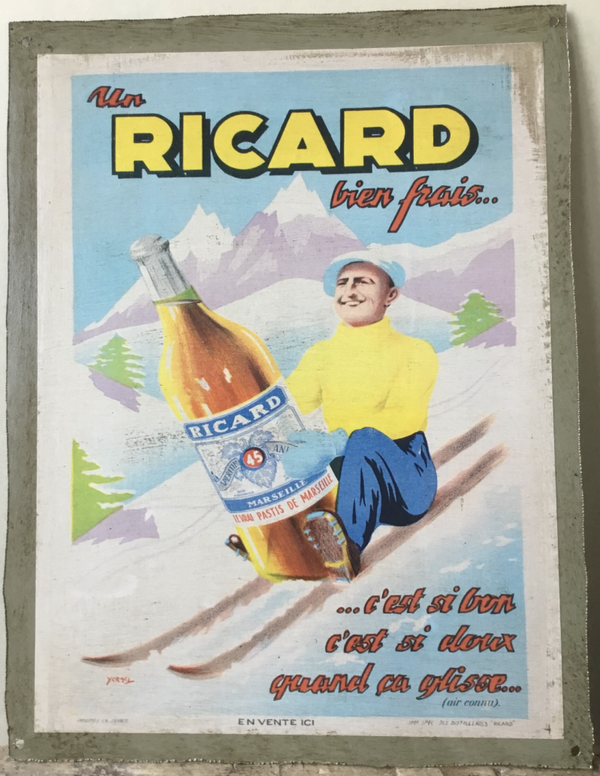 Un
RICARD
bien frais...
RICARD
45
MARSEILLE
LE VRAI PASTIS DE MARSEILLE
...c'est si bon
c'est si doux
quand ça glisse...
(air connu).
EN VENTE ICI